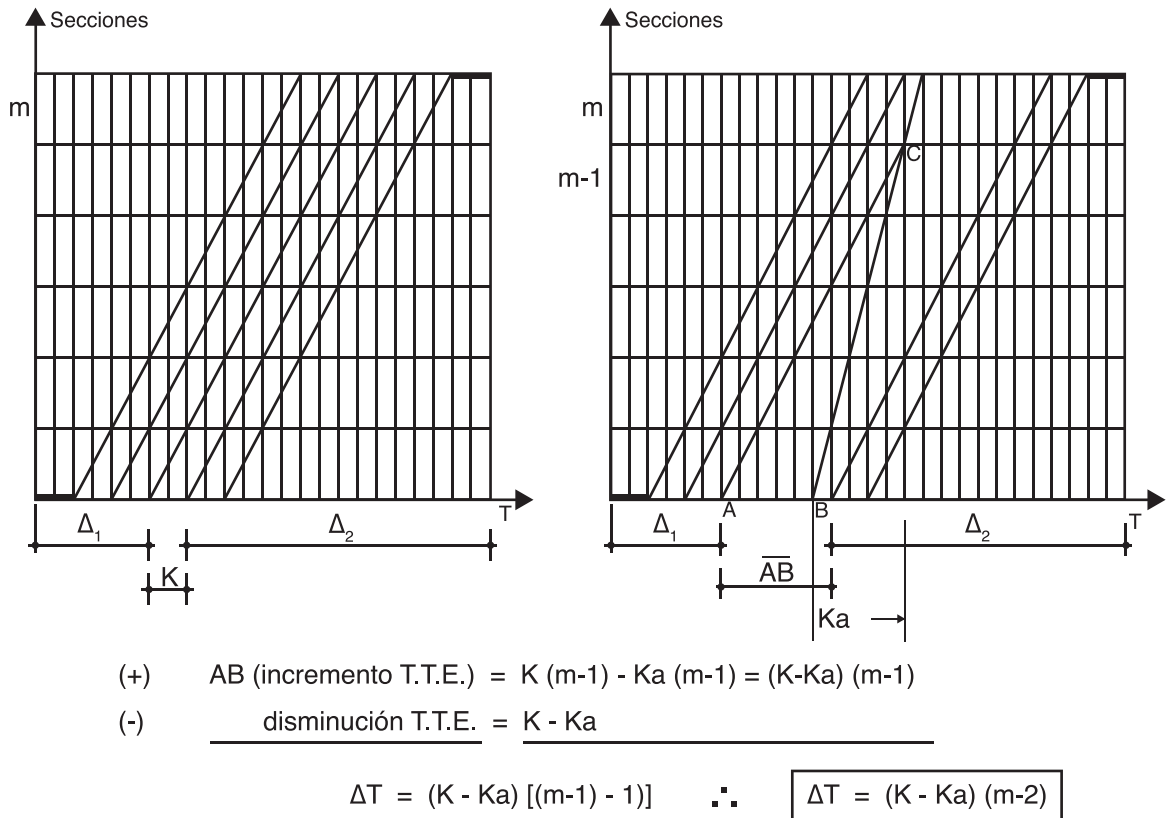 Secciones
m
T
Δ₁
Δ₂
K
Secciones
m
m-1
C
A
B
T
Δ₁
Δ₂
AB
Ka
(+) AB (incremento T.T.E.) = K (m-1) - Ka (m-1) = (K-Ka) (m-1)
(-) disminución T.T.E. = K - Ka
ΔT = (K - Ka) [(m-1) - 1)] ∴ ΔT = (K - Ka) (m-2)